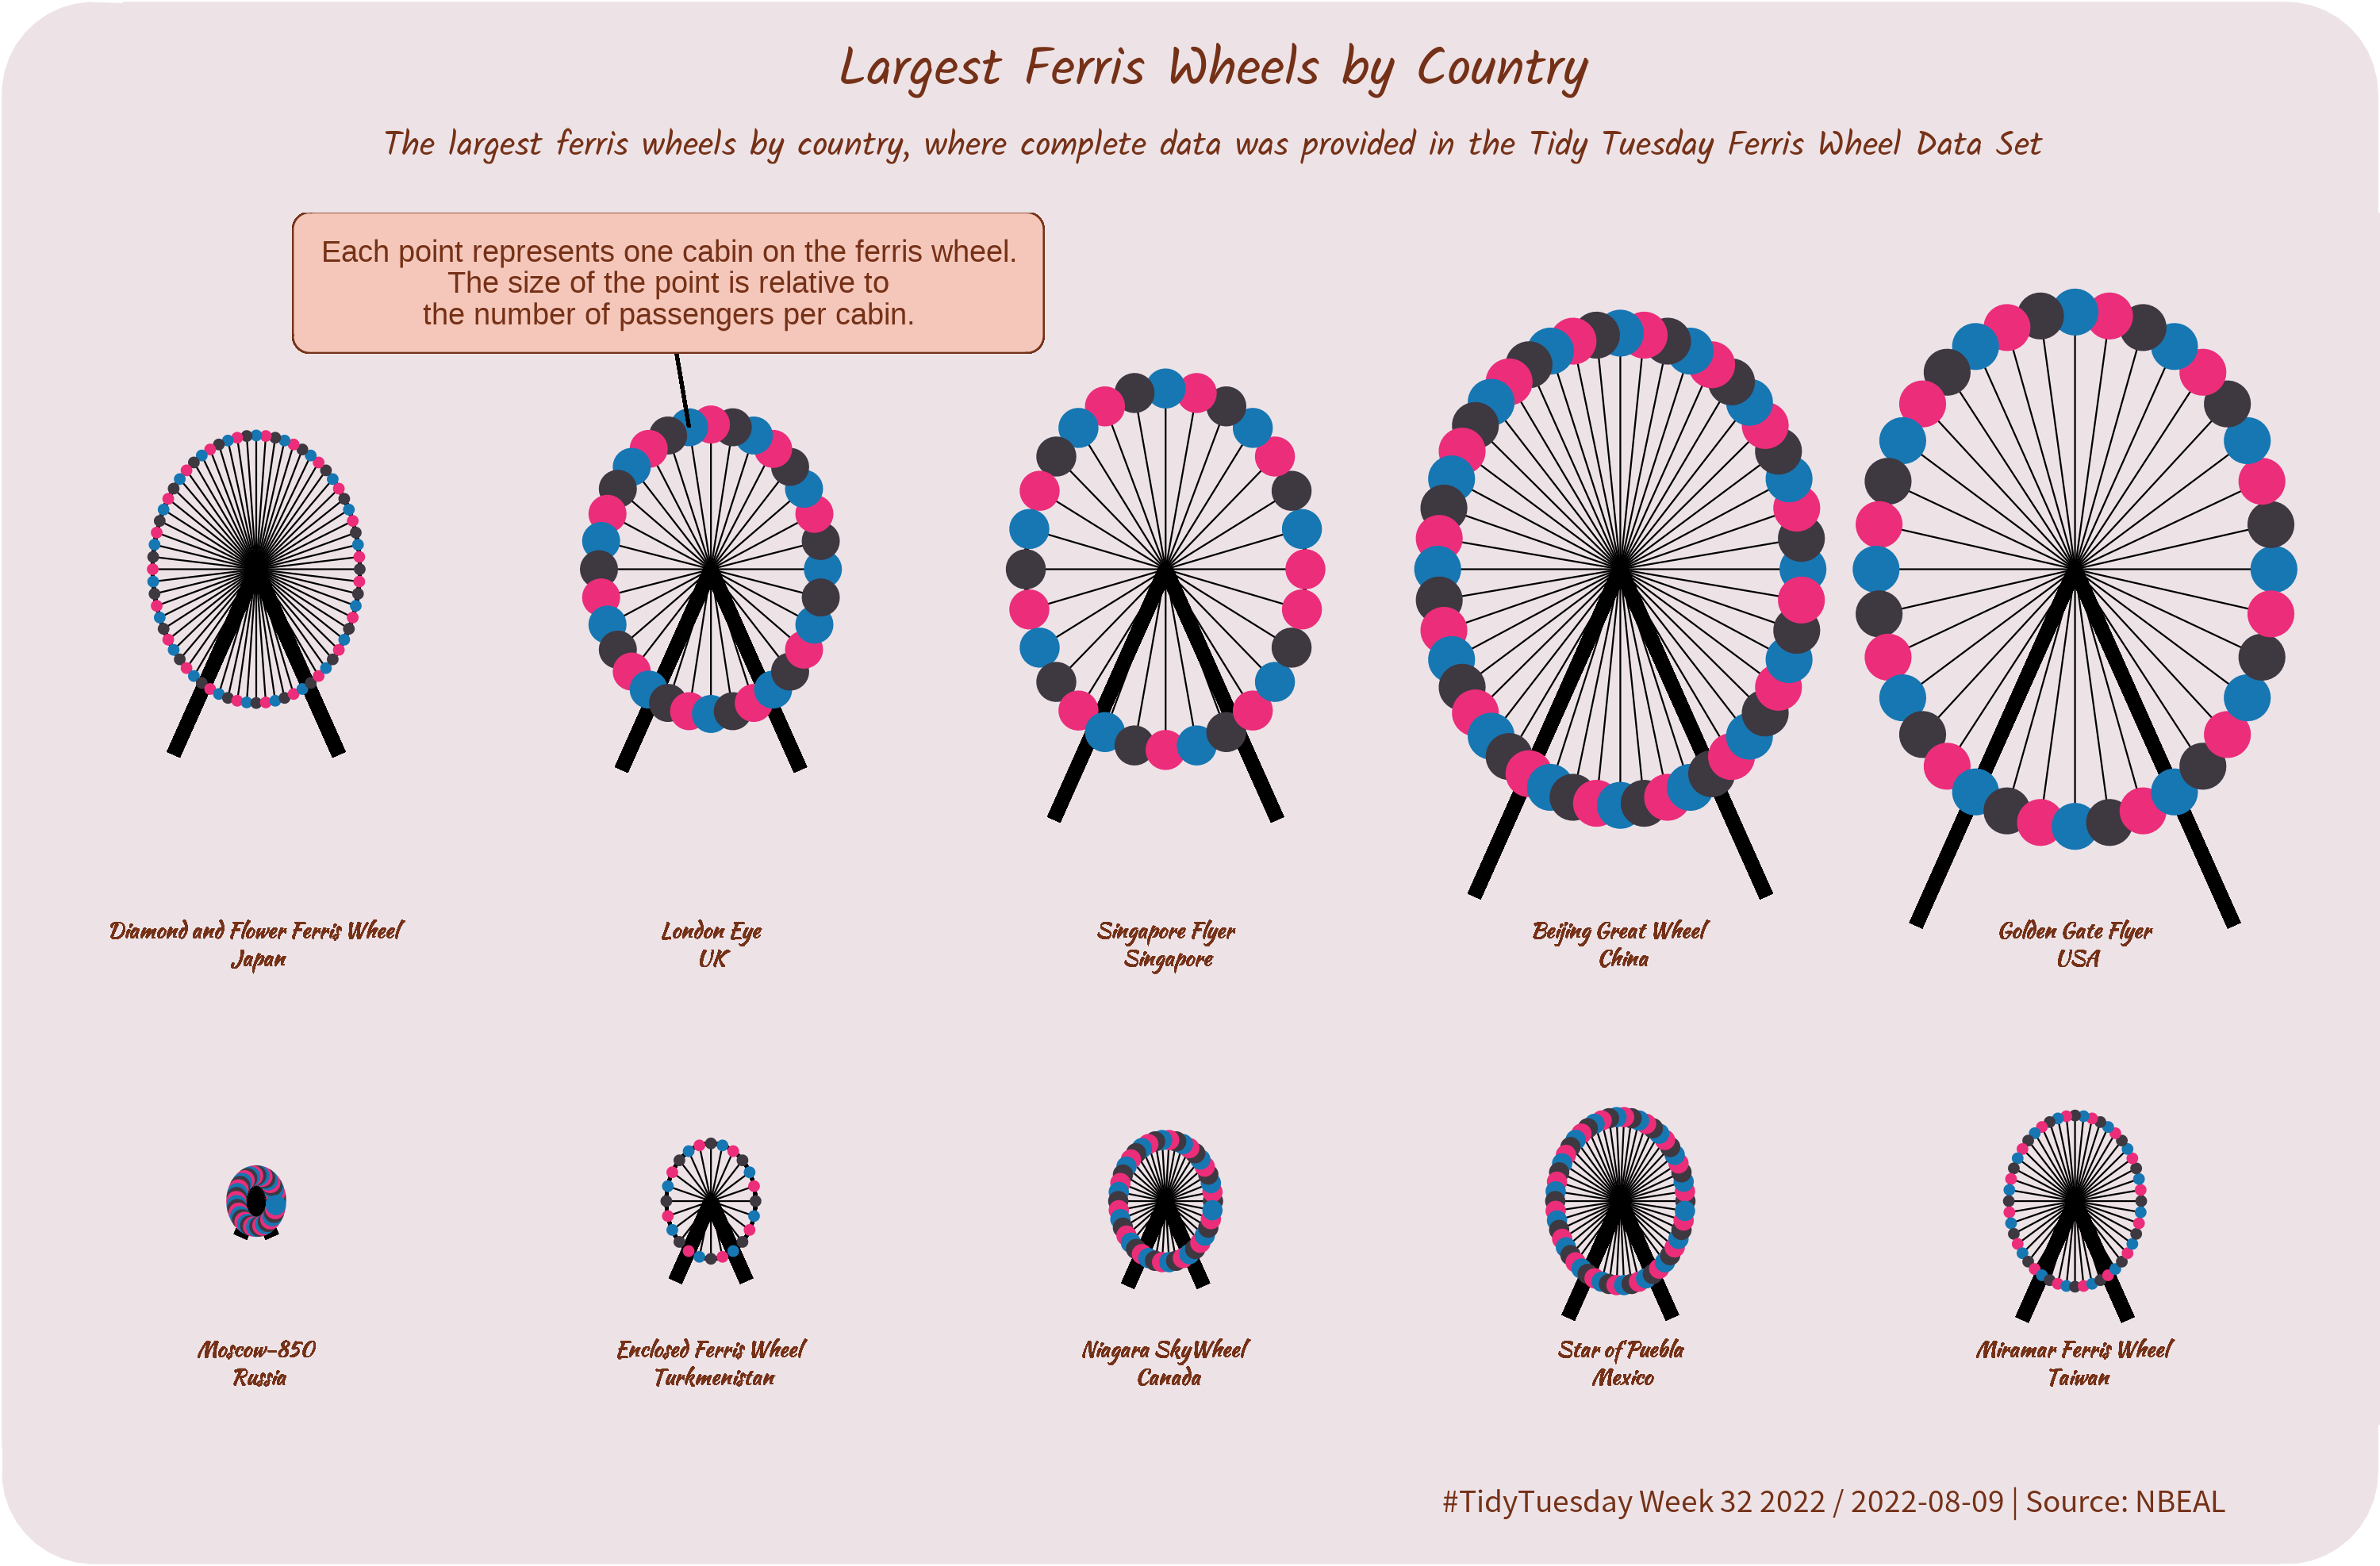 Largest Ferris Wheels by Country
The largest ferris wheels by country, where complete data was provided in the Tidy Tuesday Ferris Wheel Data Set
Each point represents one cabin on the ferris wheel.
The size of the point is relative to
the number of passengers per cabin.
Diamond and Flower Ferris Wheel
Japan
London Eye
UK
Singapore Flyer
Singapore
Beijing Great Wheel
China
Golden Gate Flyer
USA
Moscow-850
Russia
Enclosed Ferris Wheel
Turkmenistan
Niagara SkyWheel
Canada
Star of Puebla
Mexico
Miramar Ferris Wheel
Taiwan
#TidyTuesday Week 32 2022 / 2022-08-09 | Source: NBEAL